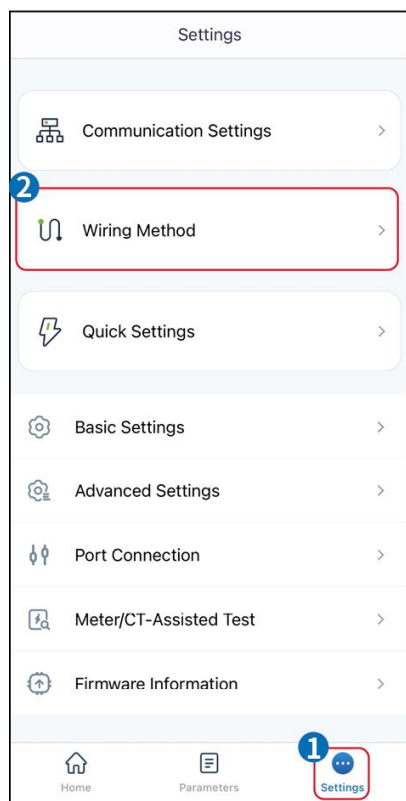 Settings
Communication Settings
2
Wiring Method
Quick Settings
Basic Settings
Advanced Settings
Port Connection
Meter/CT-Assisted Test
Firmware Information
1
Home
Parameters
Settings